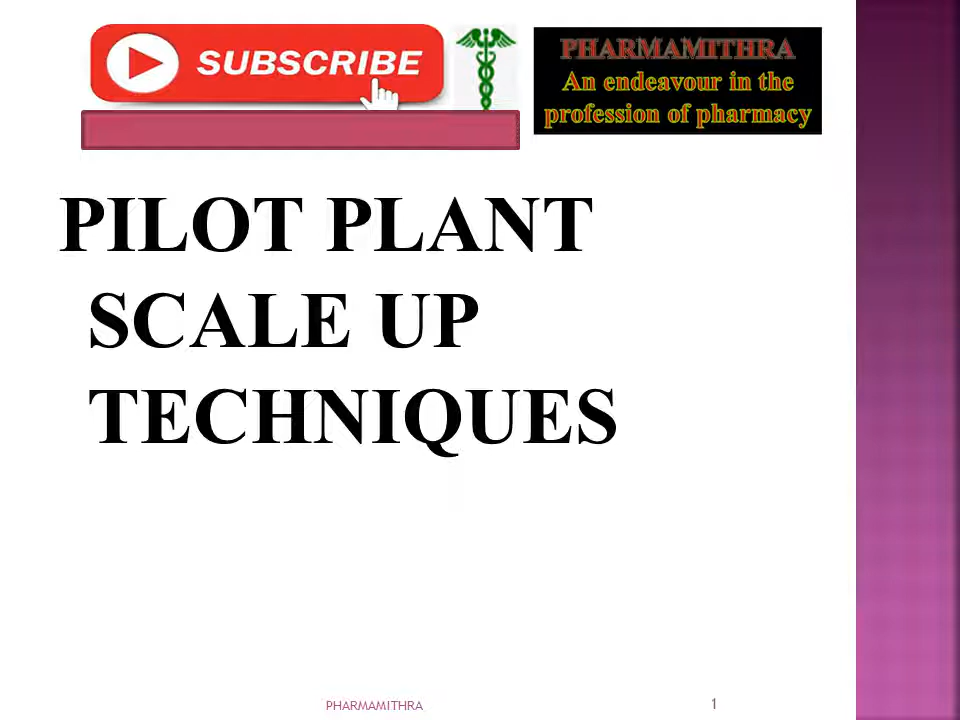 SUBSCRIBE
PHARMAMITHRA
An endeavour in the
profession of pharmacy
PILOT PLANT
SCALE UP
TECHNIQUES
PHARMAMITHRA
1